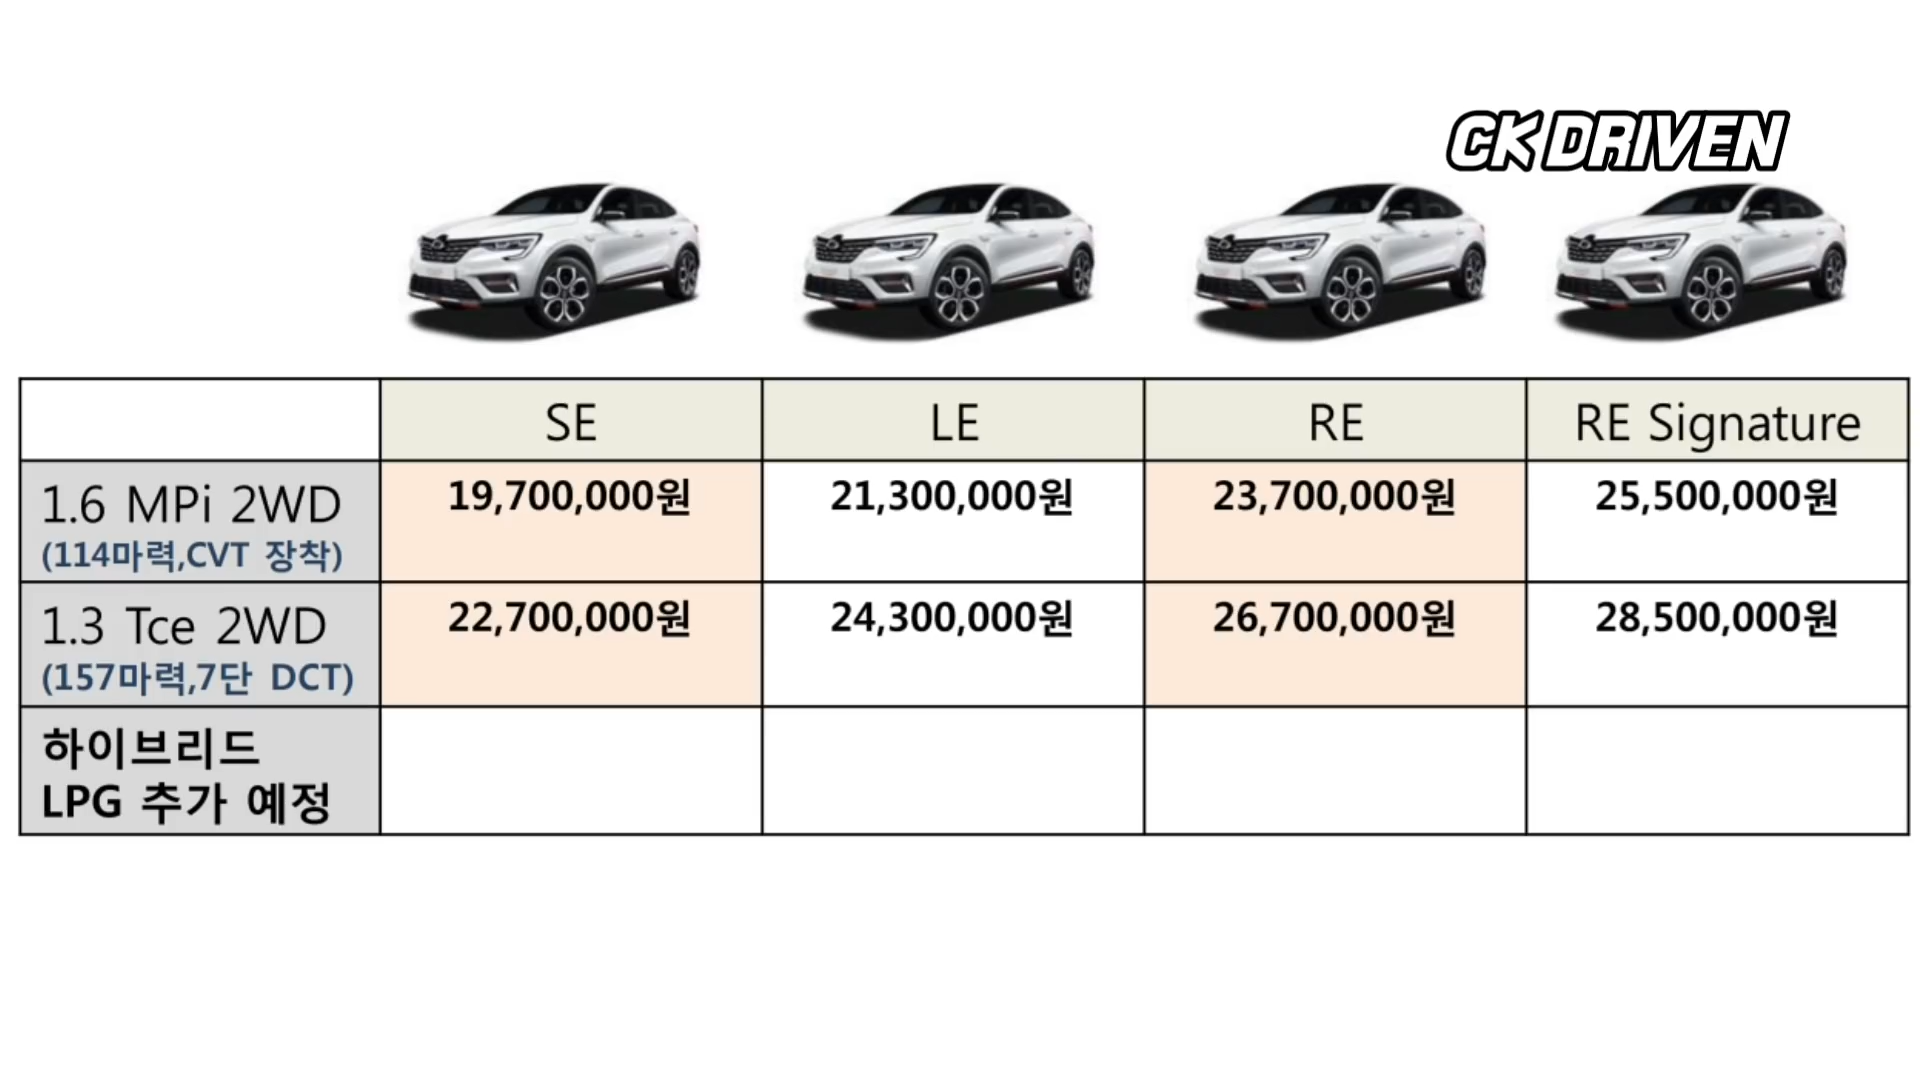 CK DRIVEN
SE
LE
RE
RE Signature
1.6 MPi 2WD
(114마력,CVT 장착)
19,700,000원
21,300,000원
23,700,000원
25,500,000원
1.3 Tce 2WD
(157마력,7단 DCT)
22,700,000원
24,300,000원
26,700,000원
28,500,000원
하이브리드
LPG 추가 예정